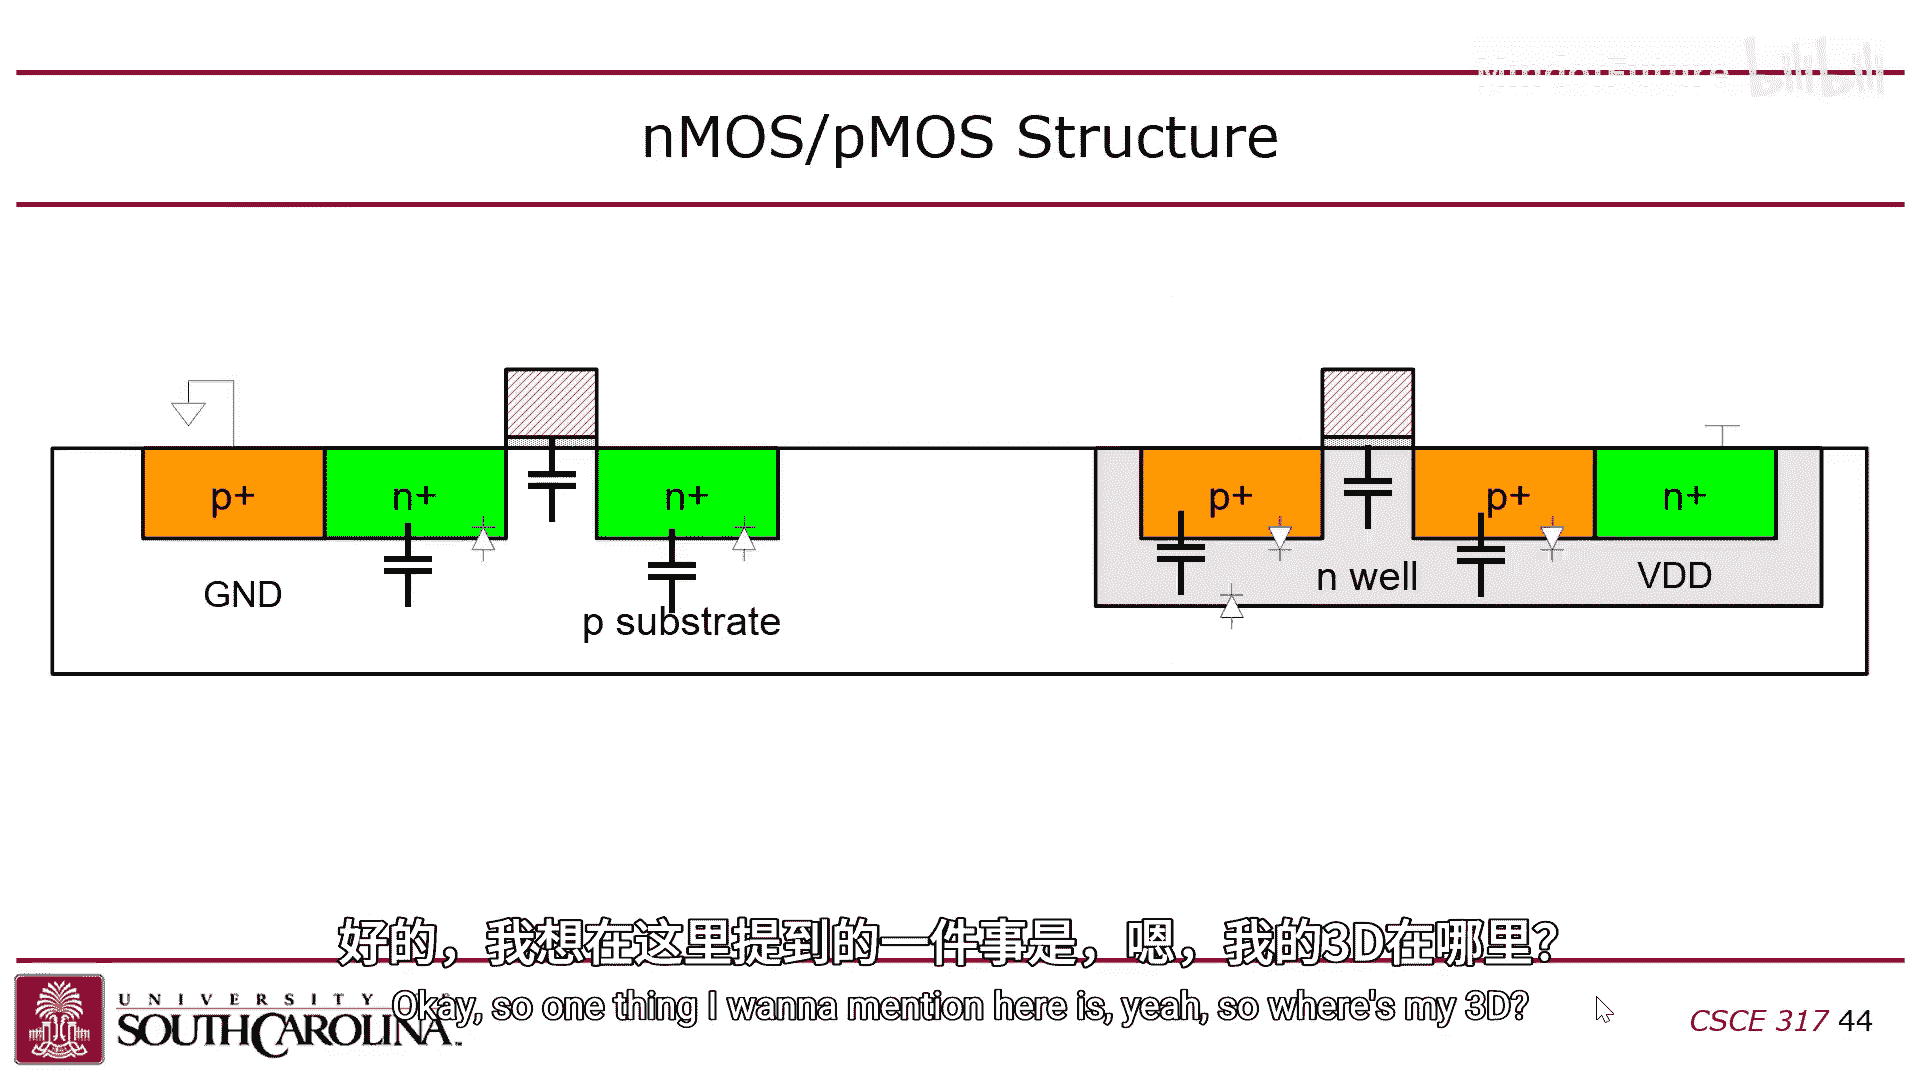 bilibili
nMOS/pMOS Structure
p+
n+
n+
p+
p+
n+
GND
p substrate
n well
VDD
好的，我想在这里提到的一件事是，嗯，我的3D在哪里？
Okay, so one thing I wanna mention here is, yeah, so where's my 3D?
UNIVERSITY
SOUTH CAROLINA
CSCE 317 44